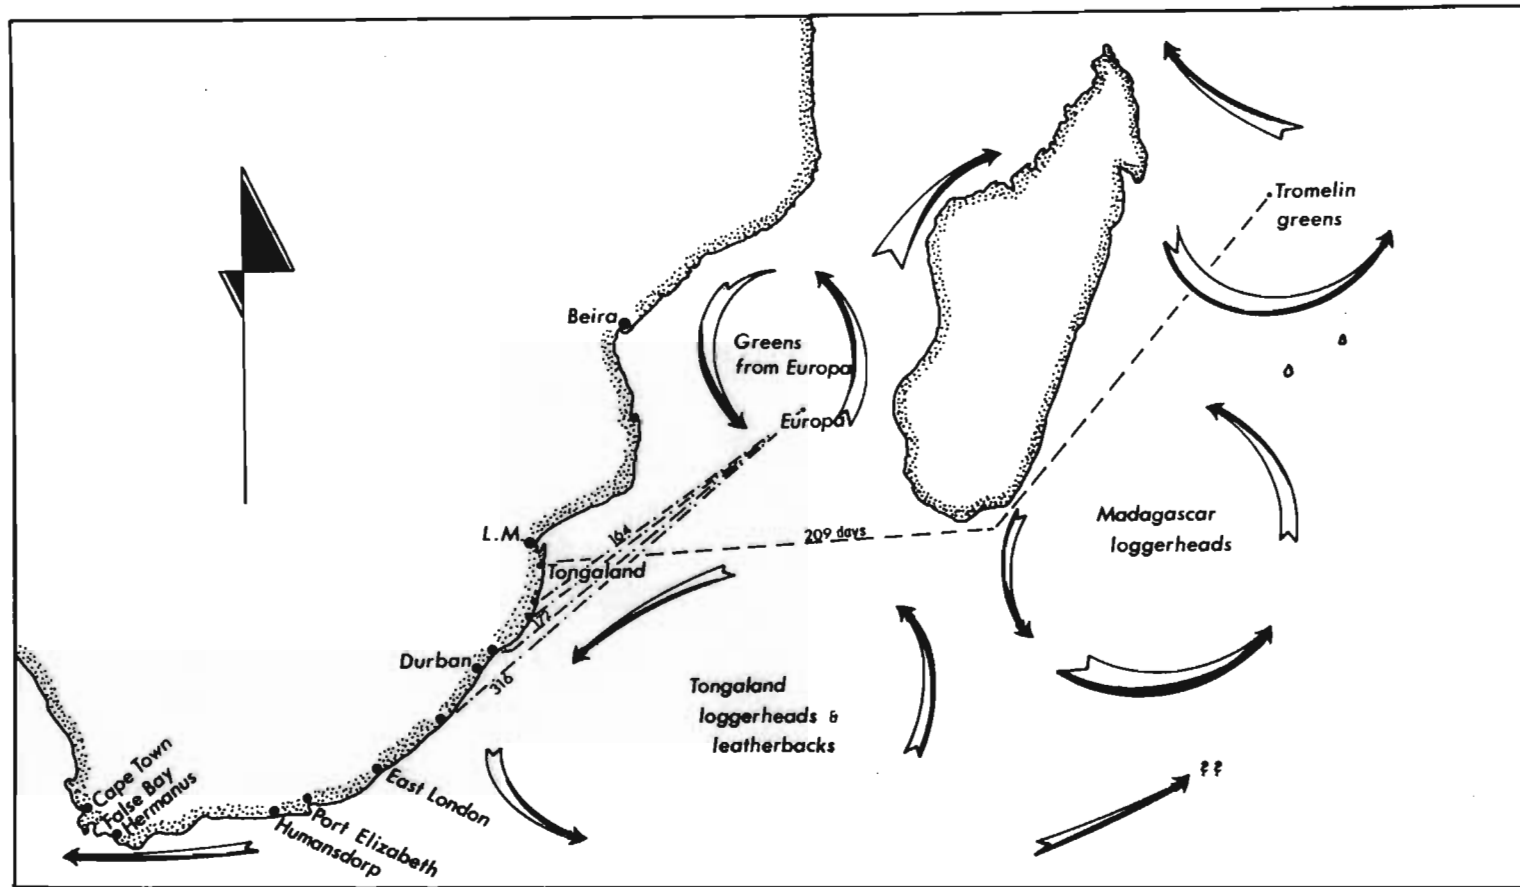 Tromelin
greens
Beira
Greens
from Europa
Europa
L.M.
164
209 days
Tongaland
Madagascar
loggerheads
Durban
316
Tongaland
loggerheads &
leatherbacks
??
East London
Port Elizabeth
Humansdorp
Cape Town
False Bay
Hermanus